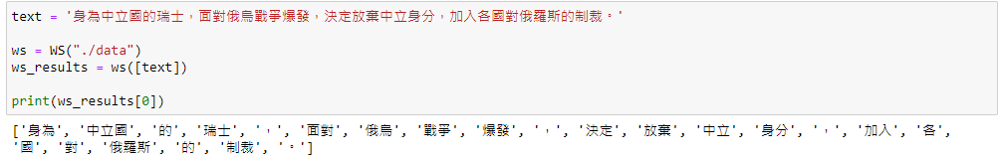 text = '身為中立國的瑞士，面對俄烏戰爭爆發，決定放棄中立身分，加入各國對俄羅斯的制裁。'
ws = WS("./data")
ws_results = ws([text])
print(ws_results[0])
['身為', '中立國', '的', '瑞士', '，', '面對', '俄烏', '戰爭', '爆發', '，', '決定', '放棄', '中立', '身分', '，', '加入', '各',
'國', '對', '俄羅斯', '的', '制裁', '。']